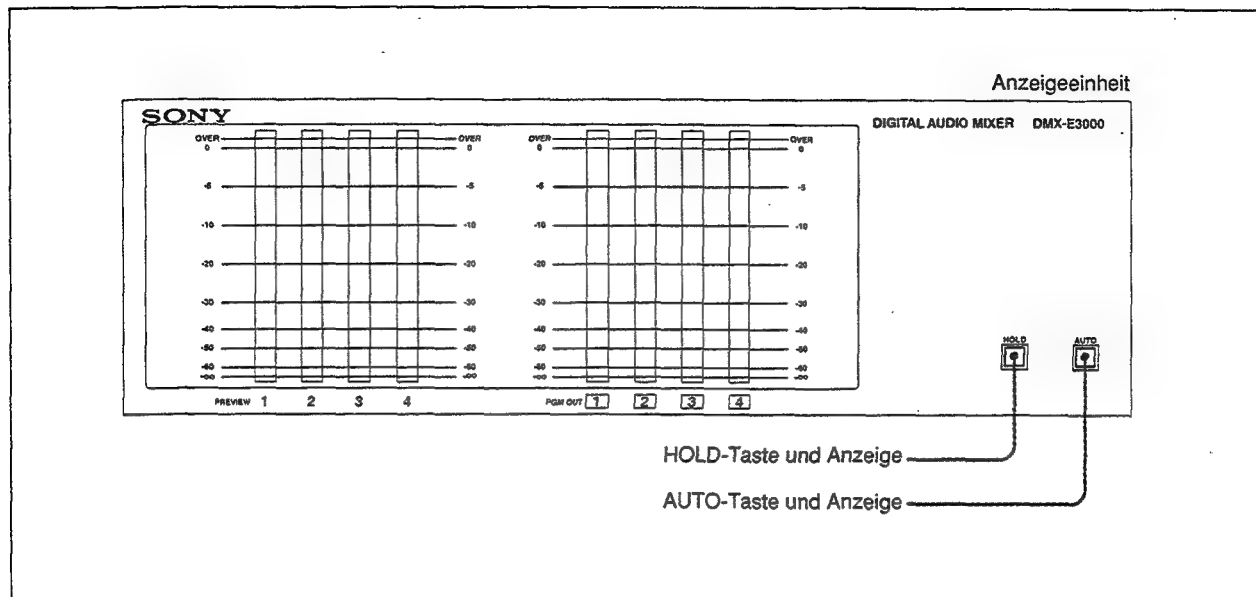 Anzeigeeinheit
SONY
DIGITAL AUDIO MIXER DMX-E3000
OVER OVER OVER OVER
0 0 0 0
-5 -5 -5 -5
-10 -10 -10 -10
-20 -20 -20 -20
-30 -30 -30 -30
-40 -40 -40 -40
-50 -50 -50 -50
-60 -60 -60 -60
-∞ -∞ -∞ -∞
HOLD AUTO
PREVIEW 1 2 3 4 PGM OUT 1 2 3 4
HOLD-Taste und Anzeige
AUTO-Taste und Anzeige